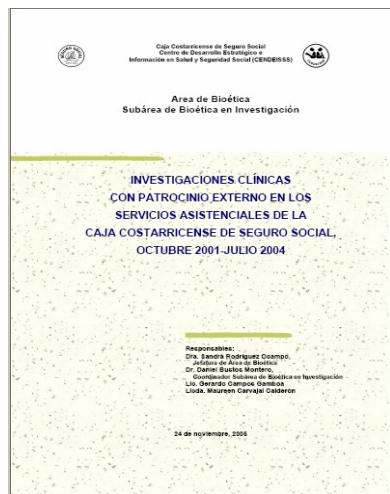 Caja Costarricense de Seguro Social
Centro de Desarrollo Estratégico e
Información en Salud y Seguridad Social (CENDEISSS)
Area de Bioética
Subárea de Bioética en Investigación
INVESTIGACIONES CLÍNICAS
CON PATROCINIO EXTERNO EN LOS
SERVICIOS ASISTENCIALES DE LA
CAJA COSTARRICENSE DE SEGURO SOCIAL,
OCTUBRE 2001-JULIO 2004
Responsables:
Dra. Sandra Rodríguez Ocampo,
Jefatura de Área de Bioética
Dr. Daniel Bustos Montero,
Coordinador Subárea de Bioética en Investigación
Lic. Gerardo Campos Gamboa
Licda. Maureen Carvajal Calderón
24 de noviembre, 2006